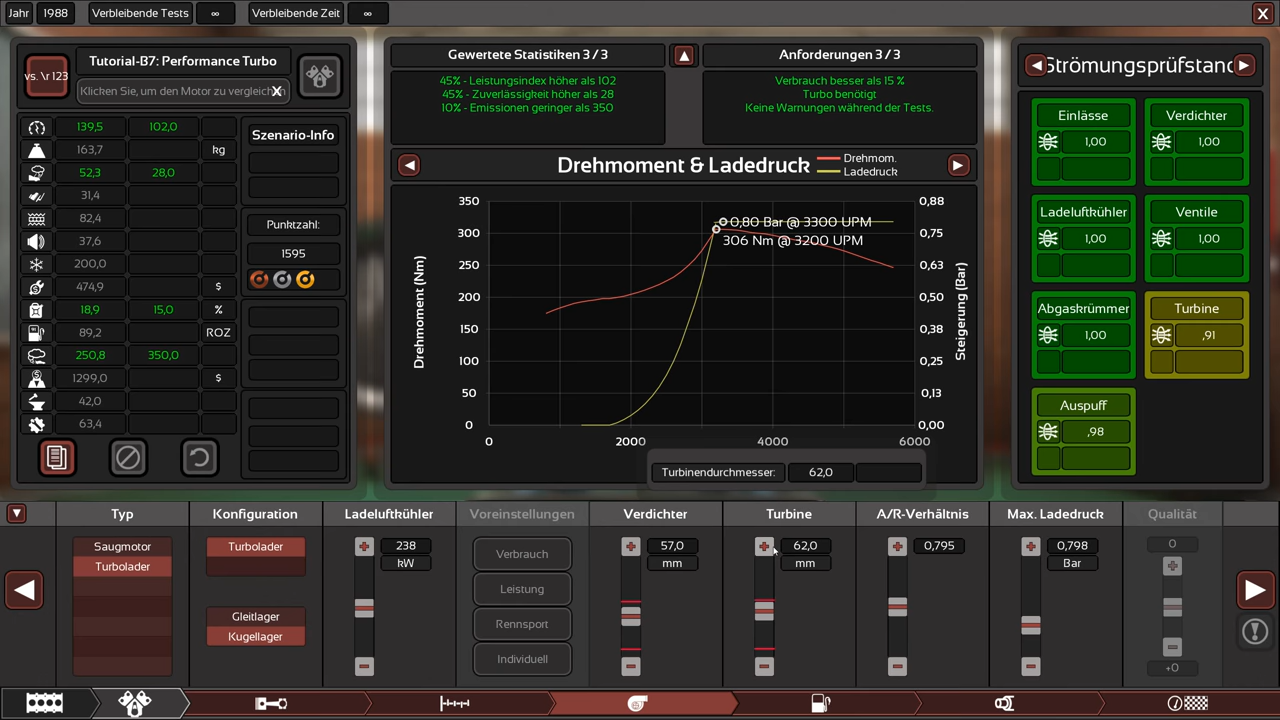 Jahr 1988 Verbleibende Tests ∞ Verbleibende Zeit ∞ X
vs. \r 123
Tutorial-B7: Performance Turbo
Klicken Sie, um den Motor zu vergleichen X
139,5 102,0
163,7 kg
52,3 28,0
31,4
82,4
37,6
200,0
474,9 $
18,9 15,0 %
89,2 ROZ
250,8 350,0
1299,0 $
42,0
63,4
Szenario-Info
Punktzahl:
1595
Gewertete Statistiken 3 / 3
45% - Leistungsindex höher als 102
45% - Zuverlässigkeit höher als 28
10% - Emissionen geringer als 350
Anforderungen 3 / 3
Verbrauch besser als 15 %
Turbo benötigt
Keine Warnungen während der Tests.
Drehmoment & Ladedruck
Drehmom.
Ladedruck
Drehmoment (Nm)
350
300
250
200
150
100
50
0
0,80 Bar @ 3300 UPM
306 Nm @ 3200 UPM
0,88
0,75
0,63
0,50
0,38
0,25
0,13
0,00
Steigerung (Bar)
0 2000 4000 6000
Turbinendurchmesser: 62,0
Strömungsprüfstand
Einlässe
1,00
Verdichter
1,00
Ladeluftkühler
1,00
Ventile
1,00
Abgaskrümmer
1,00
Turbine
,91
Auspuff
,98
Typ
Saugmotor
Turbolader
Konfiguration
Turbolader
Gleitlager
Kugellager
Ladeluftkühler
238
kW
Voreinstellungen
Verbrauch
Leistung
Rennsport
Individuell
Verdichter
57,0
mm
Turbine
62,0
mm
A/R-Verhältnis
0,795
Max. Ladedruck
0,798
Bar
Qualität
0
+0